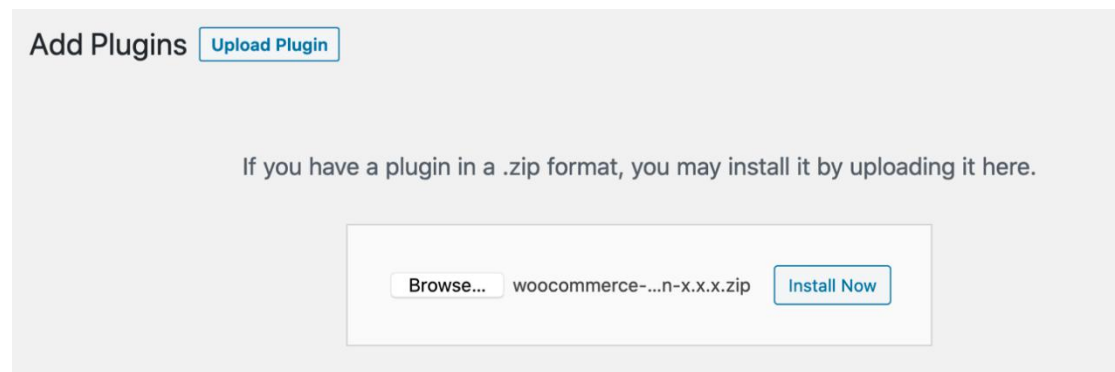 Add Plugins Upload Plugin
If you have a plugin in a .zip format, you may install it by uploading it here.
Browse... woocommerce-...n-x.x.x.zip Install Now